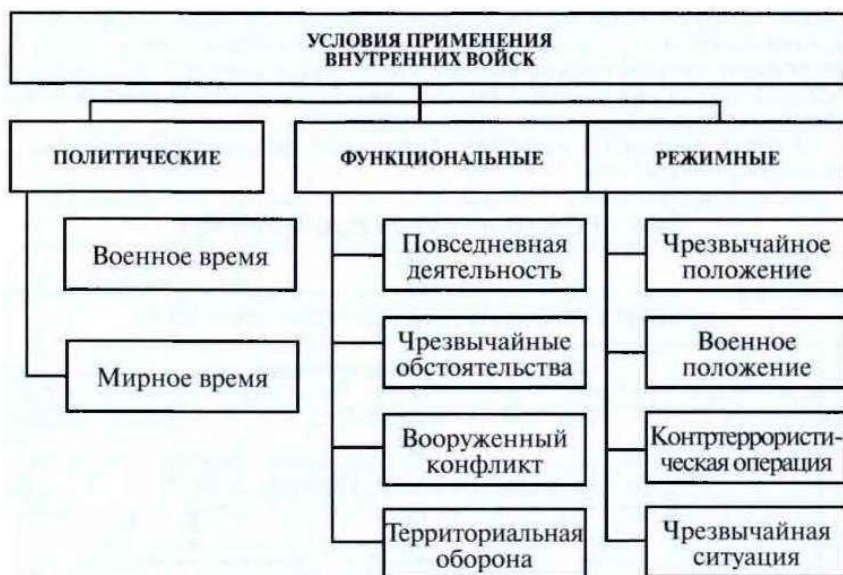 УСЛОВИЯ ПРИМЕНЕНИЯ
ВНУТРЕННИХ ВОЙСК
ПОЛИТИЧЕСКИЕ
Военное время
Мирное время
ФУНКЦИОНАЛЬНЫЕ
Повседневная
деятельность
Чрезвычайные
обстоятельства
Вооруженный
конфликт
Территориальная
оборона
РЕЖИМНЫЕ
Чрезвычайное
положение
Военное
положение
Контртеррористи-
ческая операция
Чрезвычайная
ситуация